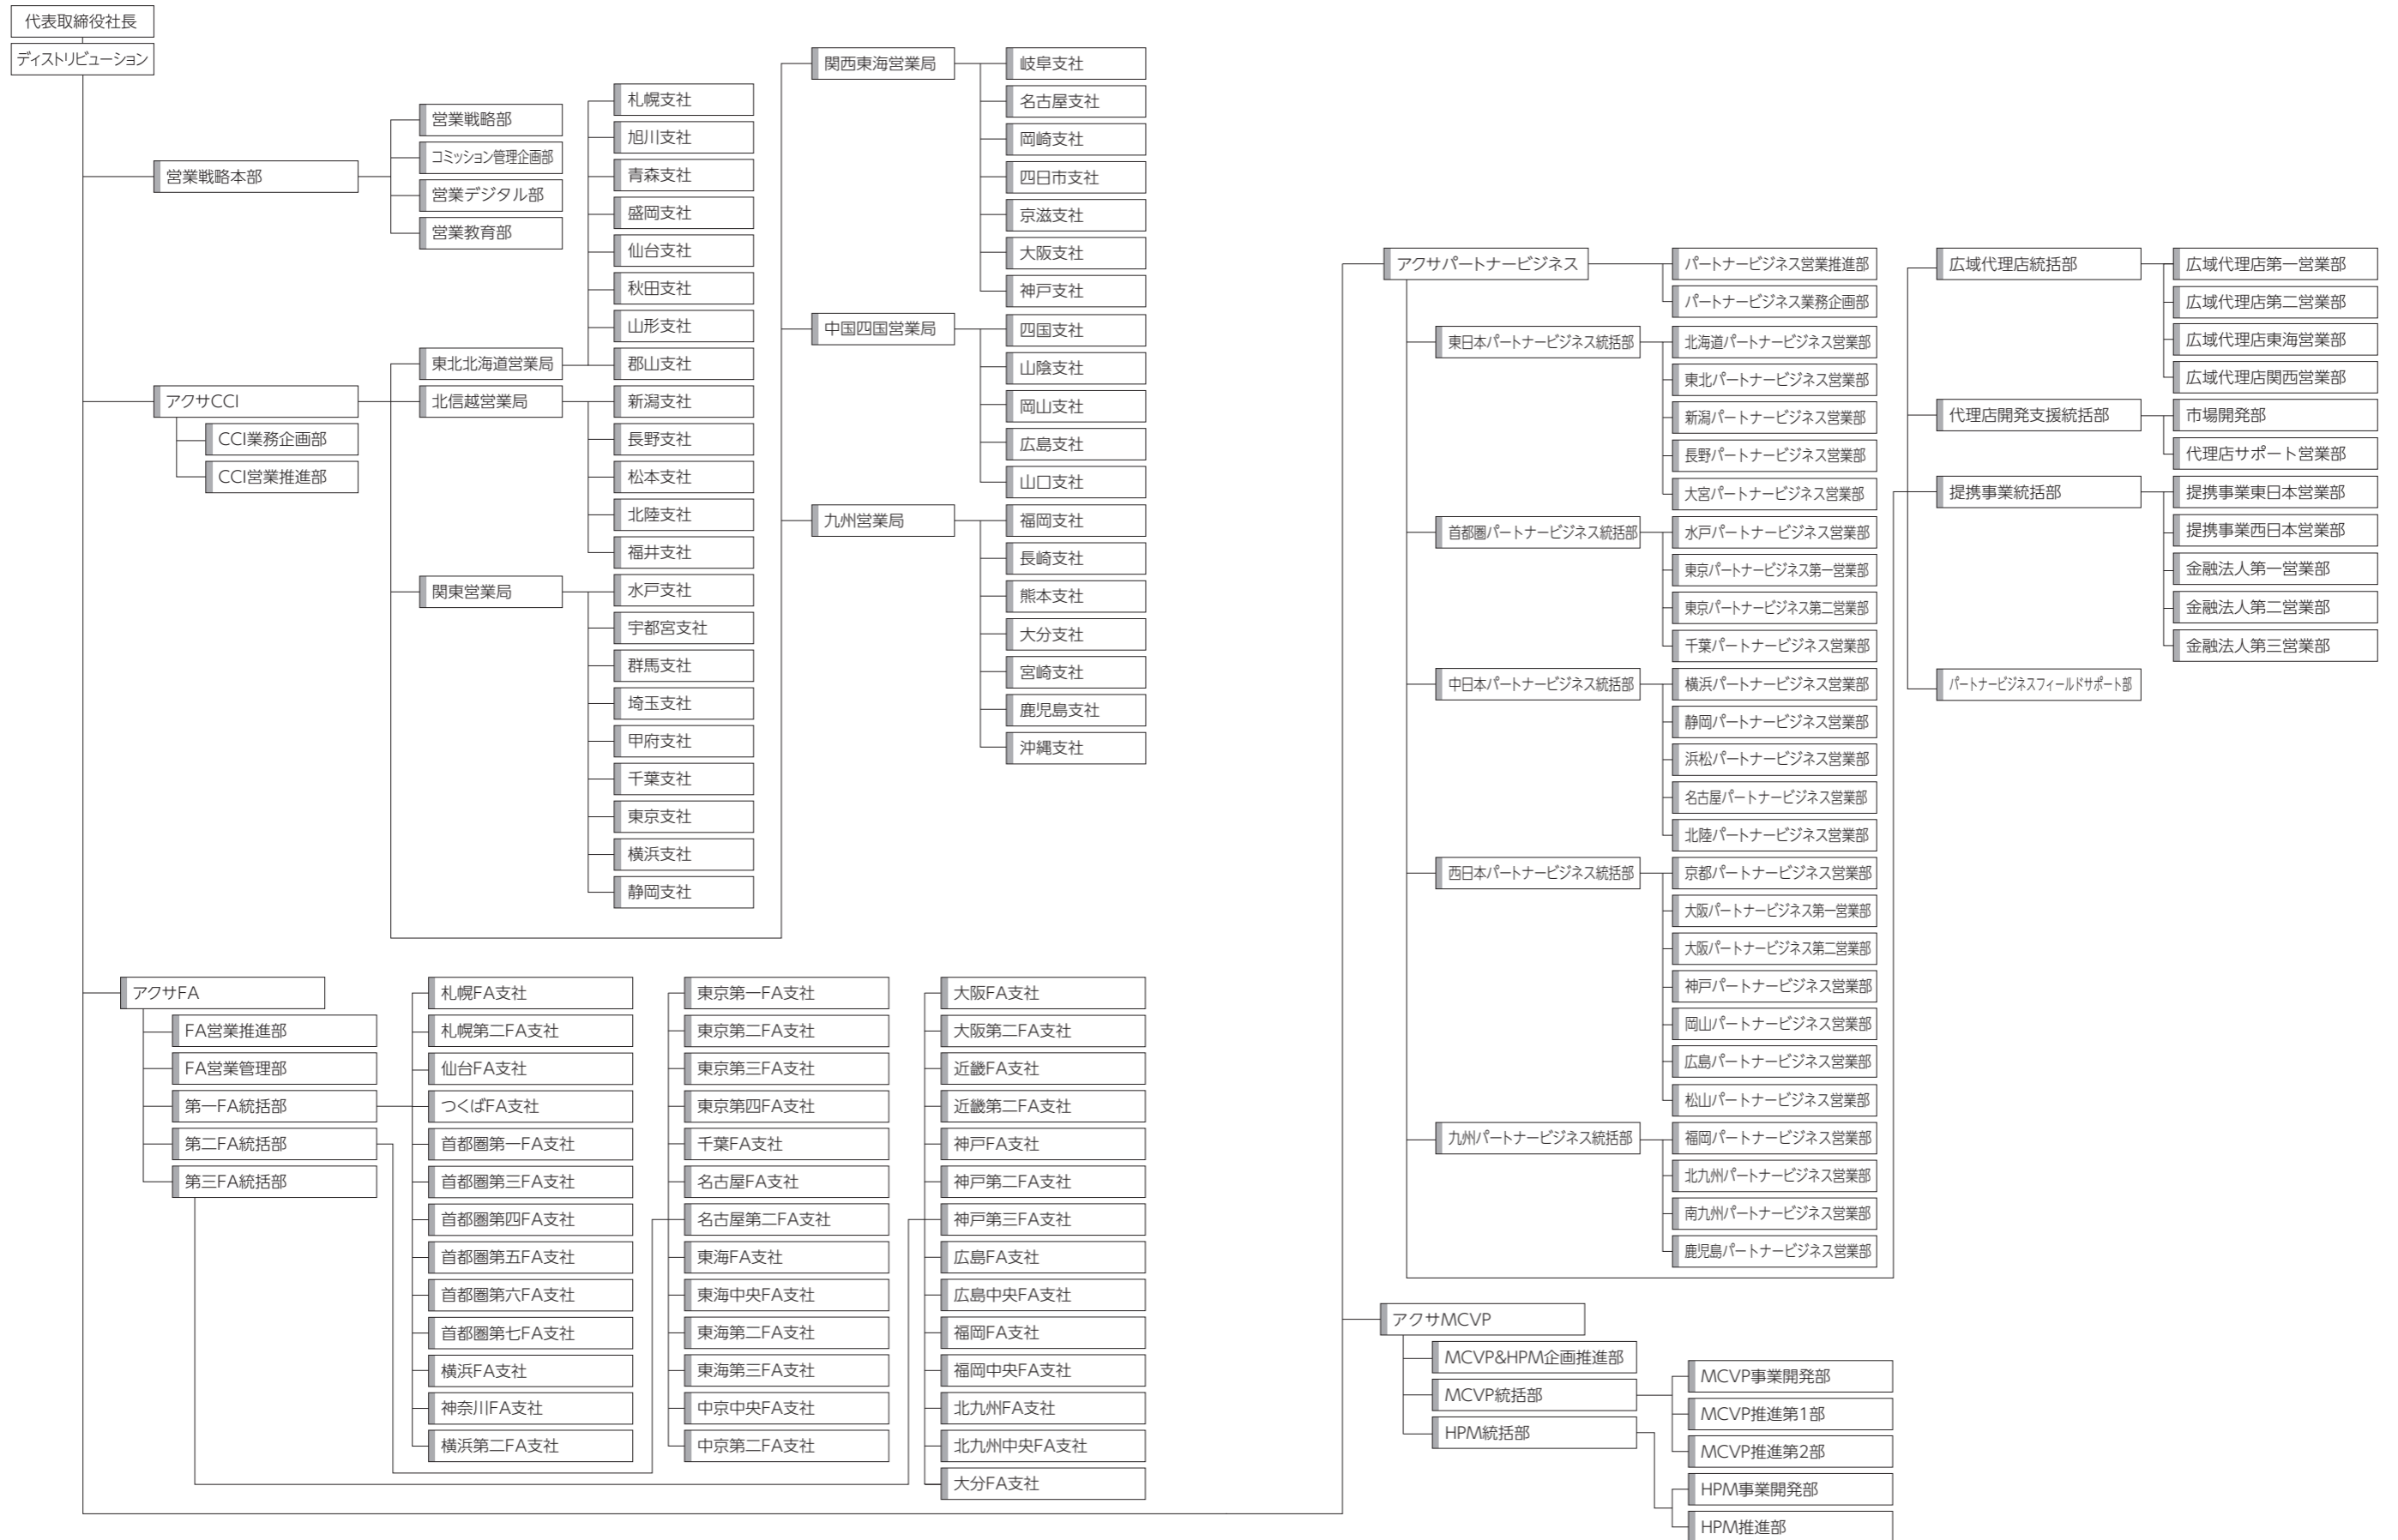 代表取締役社長
ディストリビューション
営業戦略本部
営業戦略部
コミッション管理企画部
営業デジタル部
営業教育部
アクサCCI
CCI業務企画部
CCI営業推進部
東北北海道営業局
札幌支社
旭川支社
青森支社
盛岡支社
仙台支社
秋田支社
山形支社
郡山支社
北信越営業局
新潟支社
長野支社
松本支社
北陸支社
福井支社
関東営業局
水戸支社
宇都宮支社
群馬支社
埼玉支社
甲府支社
千葉支社
東京支社
横浜支社
静岡支社
関西東海営業局
岐阜支社
名古屋支社
岡崎支社
四日市支社
京滋支社
大阪支社
神戸支社
中国四国営業局
四国支社
山陰支社
岡山支社
広島支社
山口支社
九州営業局
福岡支社
長崎支社
熊本支社
大分支社
宮崎支社
鹿児島支社
沖縄支社
アクサFA
FA営業推進部
FA営業管理部
第一FA統括部
第二FA統括部
第三FA統括部
札幌FA支社
札幌第二FA支社
仙台FA支社
つくばFA支社
首都圏第一FA支社
首都圏第三FA支社
首都圏第四FA支社
首都圏第五FA支社
首都圏第六FA支社
首都圏第七FA支社
横浜FA支社
神奈川FA支社
横浜第二FA支社
東京第一FA支社
東京第二FA支社
東京第三FA支社
東京第四FA支社
千葉FA支社
名古屋FA支社
名古屋第二FA支社
東海FA支社
東海中央FA支社
東海第二FA支社
東海第三FA支社
中京中央FA支社
中京第二FA支社
大阪FA支社
大阪第二FA支社
近畿FA支社
近畿第二FA支社
神戸FA支社
神戸第二FA支社
神戸第三FA支社
広島FA支社
広島中央FA支社
福岡FA支社
福岡中央FA支社
北九州FA支社
北九州中央FA支社
大分FA支社
アクサパートナービジネス
パートナービジネス営業推進部
パートナービジネス業務企画部
東日本パートナービジネス統括部
北海道パートナービジネス営業部
東北パートナービジネス営業部
新潟パートナービジネス営業部
長野パートナービジネス営業部
大宮パートナービジネス営業部
首都圏パートナービジネス統括部
水戸パートナービジネス営業部
東京パートナービジネス第一営業部
東京パートナービジネス第二営業部
千葉パートナービジネス営業部
中日本パートナービジネス統括部
横浜パートナービジネス営業部
静岡パートナービジネス営業部
浜松パートナービジネス営業部
名古屋パートナービジネス営業部
北陸パートナービジネス営業部
西日本パートナービジネス統括部
京都パートナービジネス営業部
大阪パートナービジネス第一営業部
大阪パートナービジネス第二営業部
神戸パートナービジネス営業部
岡山パートナービジネス営業部
広島パートナービジネス営業部
松山パートナービジネス営業部
九州パートナービジネス統括部
福岡パートナービジネス営業部
北九州パートナービジネス営業部
南九州パートナービジネス営業部
鹿児島パートナービジネス営業部
広域代理店統括部
広域代理店第一営業部
広域代理店第二営業部
広域代理店東海営業部
広域代理店関西営業部
代理店開発支援統括部
市場開発部
代理店サポート営業部
提携事業統括部
提携事業東日本営業部
提携事業西日本営業部
金融法人第一営業部
金融法人第二営業部
金融法人第三営業部
パートナービジネスフィールドサポート部
アクサMCVP
MCVP&HPM企画推進部
MCVP統括部
HPM統括部
MCVP事業開発部
MCVP推進第1部
MCVP推進第2部
HPM事業開発部
HPM推進部